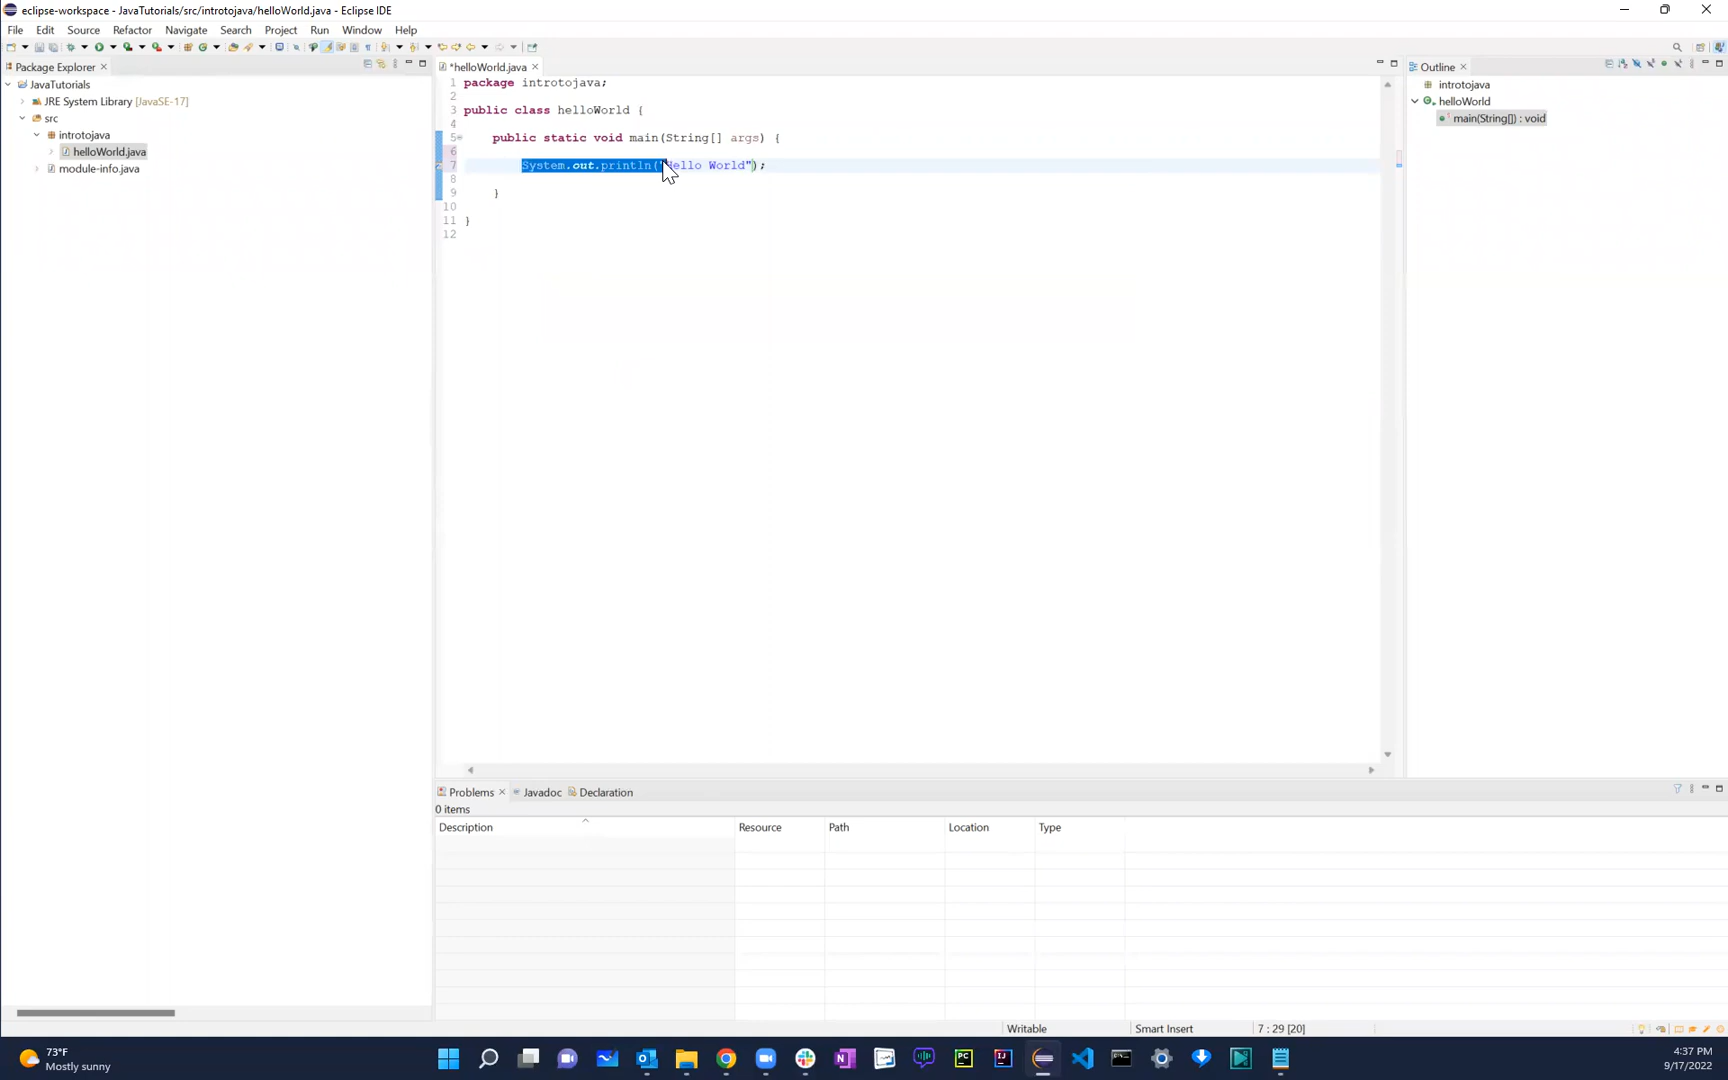 eclipse-workspace - JavaTutorials/src/introtojava/helloWorld.java - Eclipse IDE
File Edit Source Refactor Navigate Search Project Run Window Help
Package Explorer
JavaTutorials
JRE System Library [JavaSE-17]
src
introtojava
helloWorld.java
module-info.java
*helloWorld.java
1 package introtojava;
2
3 public class helloWorld {
4
5 public static void main(String[] args) {
6
7 System.out.println("Hello World");
8
9 }
10
11 }
12
Outline
introtojava
helloWorld
main(String[]) : void
Problems Javadoc Declaration
0 items
Description Resource Path Location Type
Writable Smart Insert 7 : 29 [20]
73°F
Mostly sunny
4:37 PM
9/17/2022